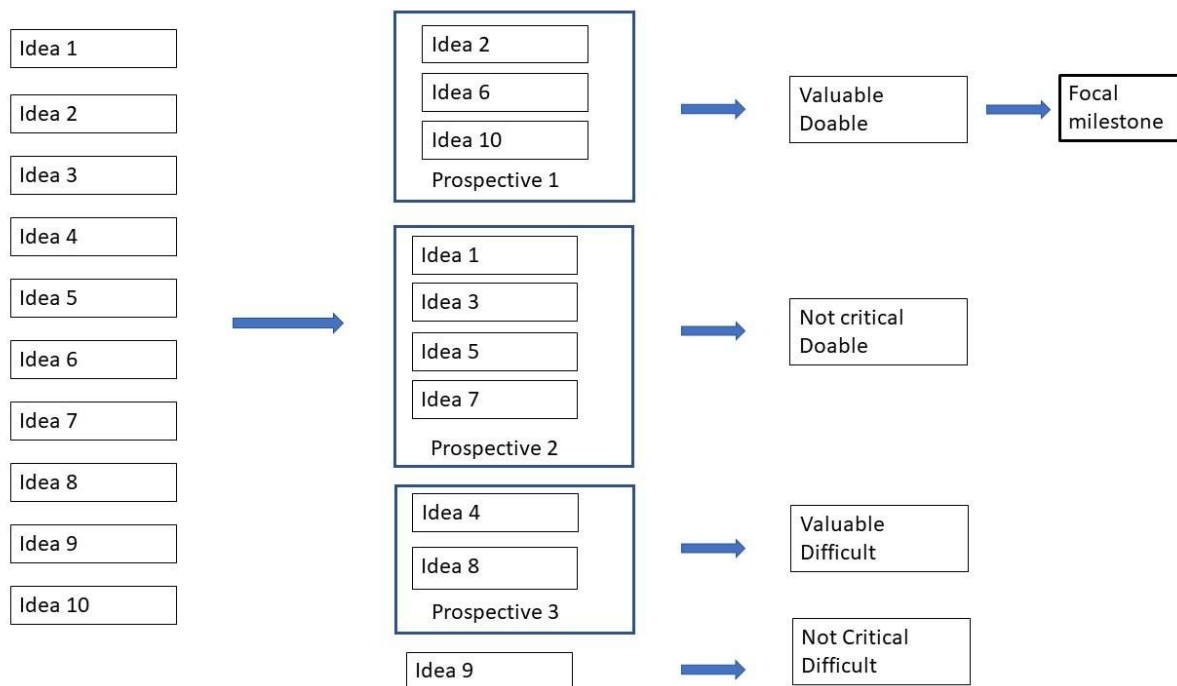 Idea 1
Idea 2
Idea 3
Idea 4
Idea 5
Idea 6
Idea 7
Idea 8
Idea 9
Idea 10
Idea 2
Idea 6
Idea 10
Prospective 1
Idea 1
Idea 3
Idea 5
Idea 7
Prospective 2
Idea 4
Idea 8
Prospective 3
Idea 9
Valuable
Doable
Not critical
Doable
Valuable
Difficult
Not Critical
Difficult
Focal
milestone